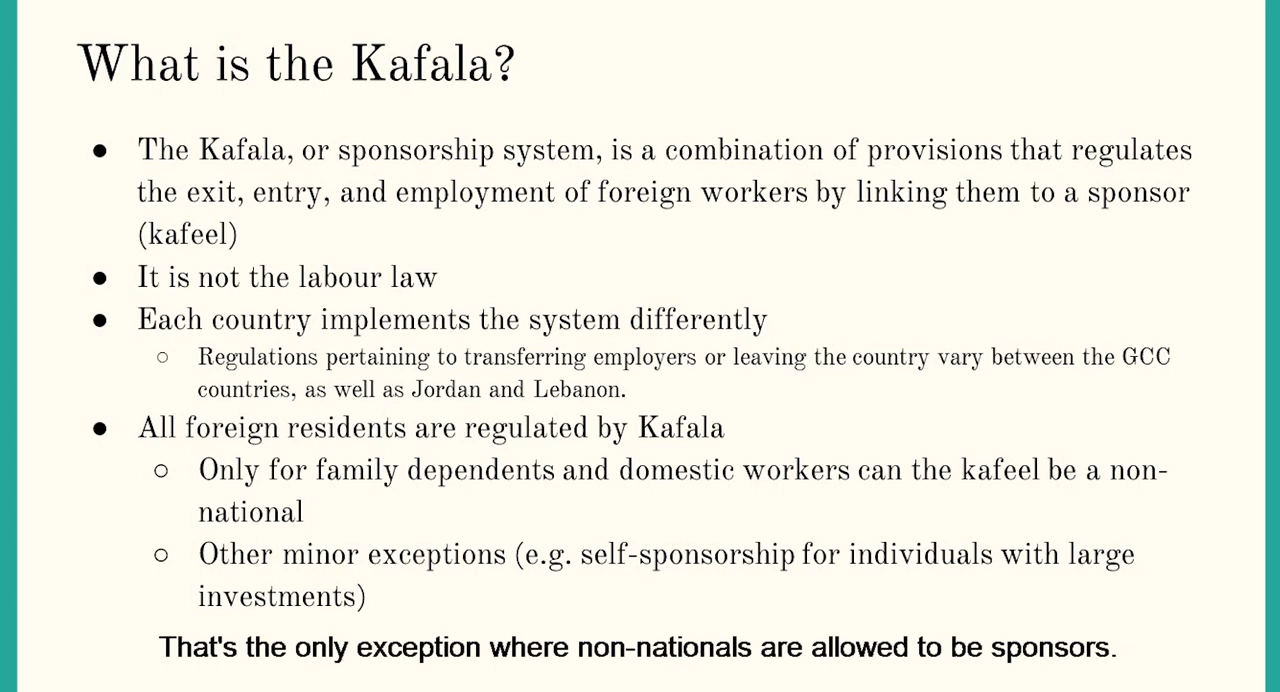 What is the Kafala?
● The Kafala, or sponsorship system, is a combination of provisions that regulates
the exit, entry, and employment of foreign workers by linking them to a sponsor
(kafeel)
● It is not the labour law
● Each country implements the system differently
○ Regulations pertaining to transferring employers or leaving the country vary between the GCC
countries, as well as Jordan and Lebanon.
● All foreign residents are regulated by Kafala
○ Only for family dependents and domestic workers can the kafeel be a non-
national
○ Other minor exceptions (e.g. self-sponsorship for individuals with large
investments)
That's the only exception where non-nationals are allowed to be sponsors.